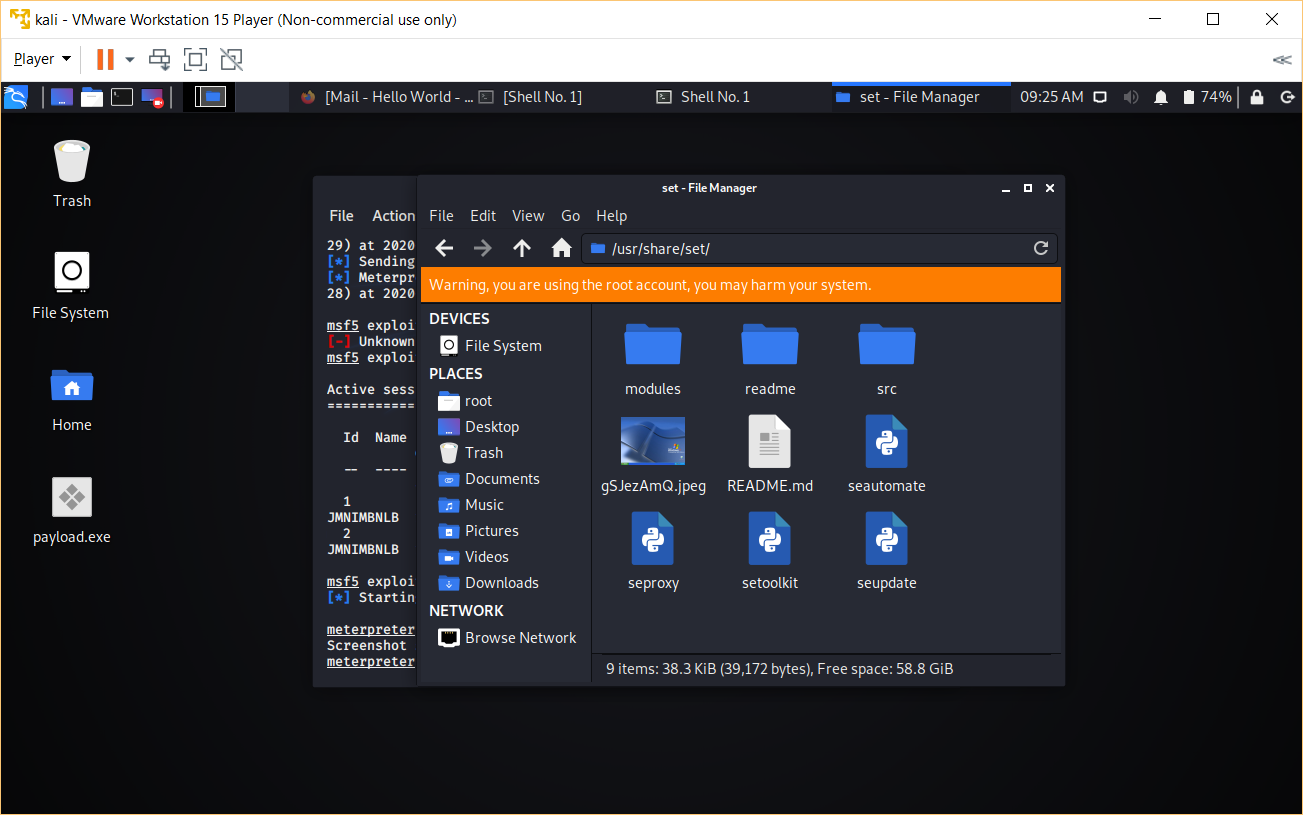 kali - VMware Workstation 15 Player (Non-commercial use only)
Player
[Mail - Hello World - ...
[Shell No. 1]
Shell No. 1
set - File Manager
09:25 AM
74%
Trash
File System
Home
payload.exe
File Action
29) at 2020
[*] Sending
[*] Meterpr
28) at 2020
msf5 exploi
[-] Unknown
msf5 exploi
Active sess
===========
Id Name
-- ----
1
JMNIMBNLB
2
JMNIMBNLB
msf5 exploi
[*] Startin
meterpreter
Screenshot
meterpreter
set - File Manager
File Edit View Go Help
/usr/share/set/
Warning, you are using the root account, you may harm your system.
DEVICES
File System
PLACES
root
Desktop
Trash
Documents
Music
Pictures
Videos
Downloads
NETWORK
Browse Network
modules readme src
gSJezAmQ.jpeg README.md seautomate
seproxy setoolkit seupdate
9 items: 38.3 KiB (39,172 bytes), Free space: 58.8 GiB